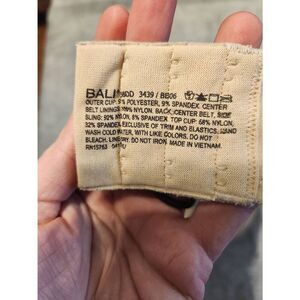 BALI 38DD 3439 / BB06
OUTER CUP: 91% POLYESTER, 9% SPANDEX. CENTER
BELT LINING: 100% NYLON. BACK, CENTER BELT, SIDE
SLING: 92% NYLON, 8% SPANDEX. TOP CUP: 68% NYLON,
32% SPANDEX. EXCLUSIVE OF TRIM AND ELASTICS. HAND
WASH COLD WATER, WITH LIKE COLORS. DO NOT
BLEACH. LINE DRY. DO NOT IRON. MADE IN VIETNAM.
RN15763